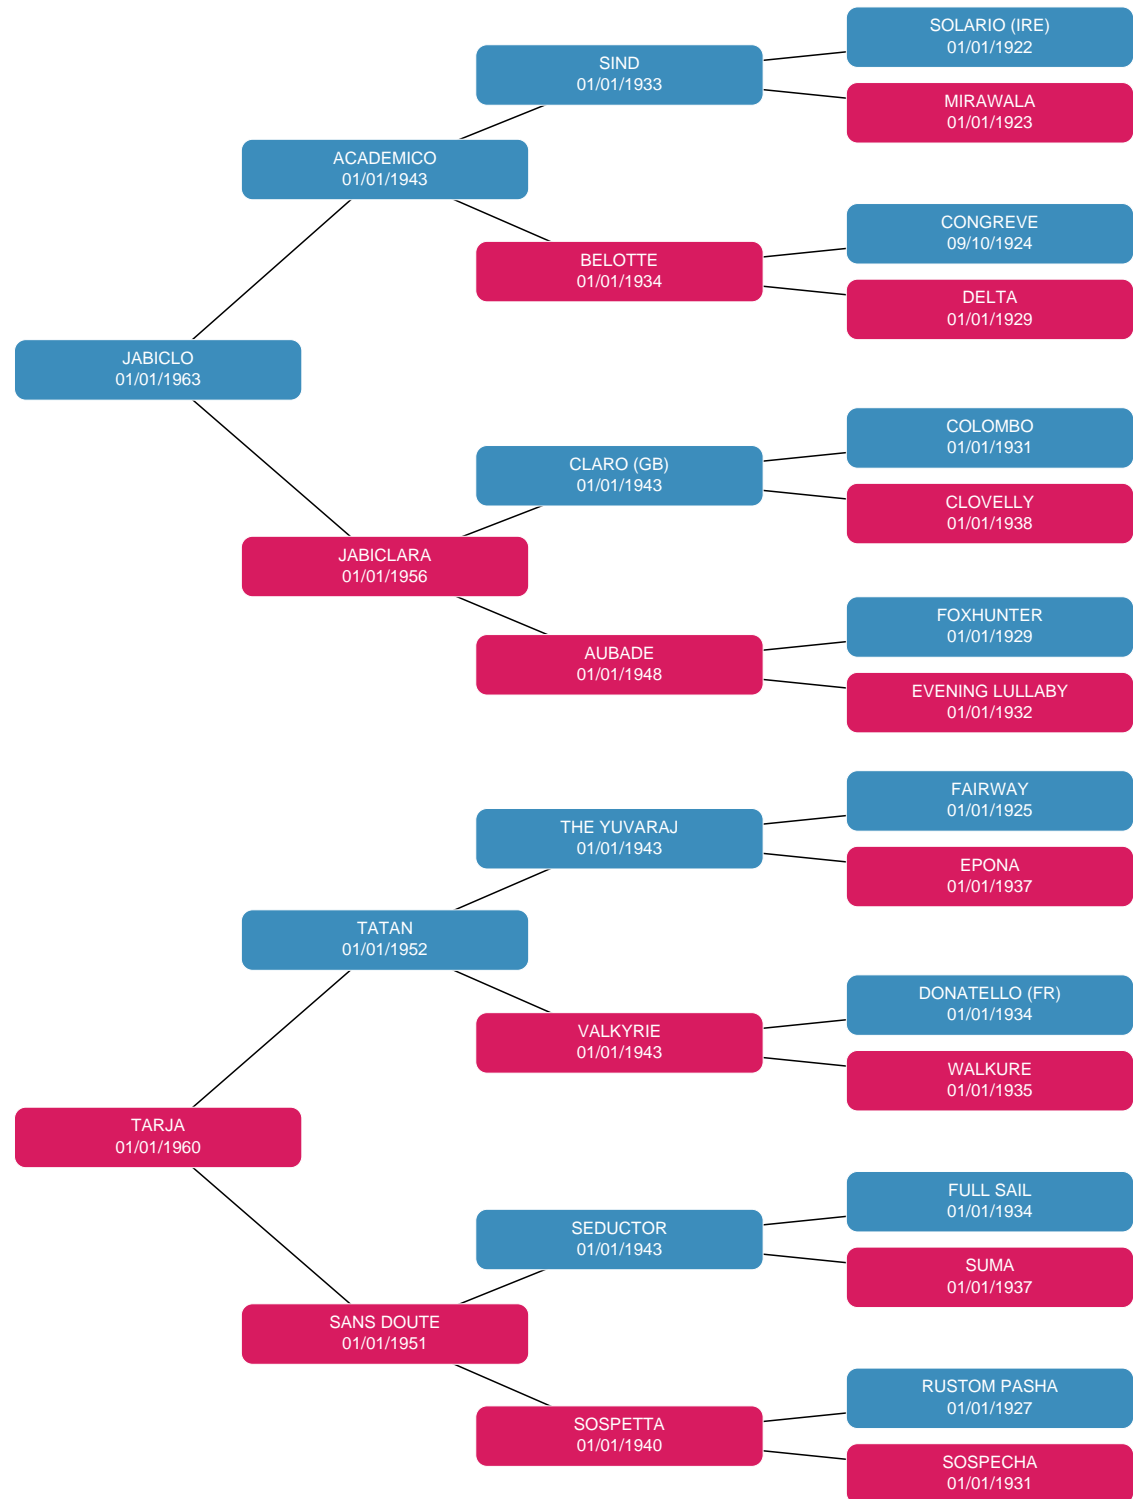 SOLARIO (IRE)
01/01/1922
SIND
01/01/1933
MIRAWALA
01/01/1923
ACADEMICO
01/01/1943
CONGREVE
09/10/1924
BELOTTE
01/01/1934
DELTA
01/01/1929
JABICLO
01/01/1963
COLOMBO
01/01/1931
CLARO (GB)
01/01/1943
CLOVELLY
01/01/1938
JABICLARA
01/01/1956
FOXHUNTER
01/01/1929
AUBADE
01/01/1948
EVENING LULLABY
01/01/1932
FAIRWAY
01/01/1925
THE YUVARAJ
01/01/1943
EPONA
01/01/1937
TATAN
01/01/1952
DONATELLO (FR)
01/01/1934
VALKYRIE
01/01/1943
WALKURE
01/01/1935
TARJA
01/01/1960
FULL SAIL
01/01/1934
SEDUCTOR
01/01/1943
SUMA
01/01/1937
SANS DOUTE
01/01/1951
RUSTOM PASHA
01/01/1927
SOSPETTA
01/01/1940
SOSPECHA
01/01/1931